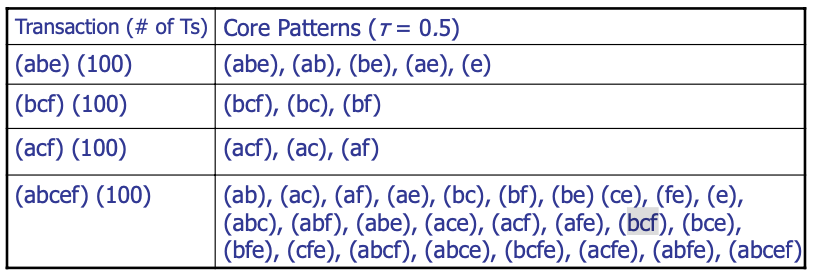 Transaction (# of Ts) Core Patterns (τ = 0.5)
(abe) (100) (abe), (ab), (be), (ae), (e)
(bcf) (100) (bcf), (bc), (bf)
(acf) (100) (acf), (ac), (af)
(abcef) (100) (ab), (ac), (af), (ae), (bc), (bf), (be) (ce), (fe), (e),
(abc), (abf), (abe), (ace), (acf), (afe), (bcf), (bce),
(bfe), (cfe), (abcf), (abce), (bcfe), (acfe), (abfe), (abcef)